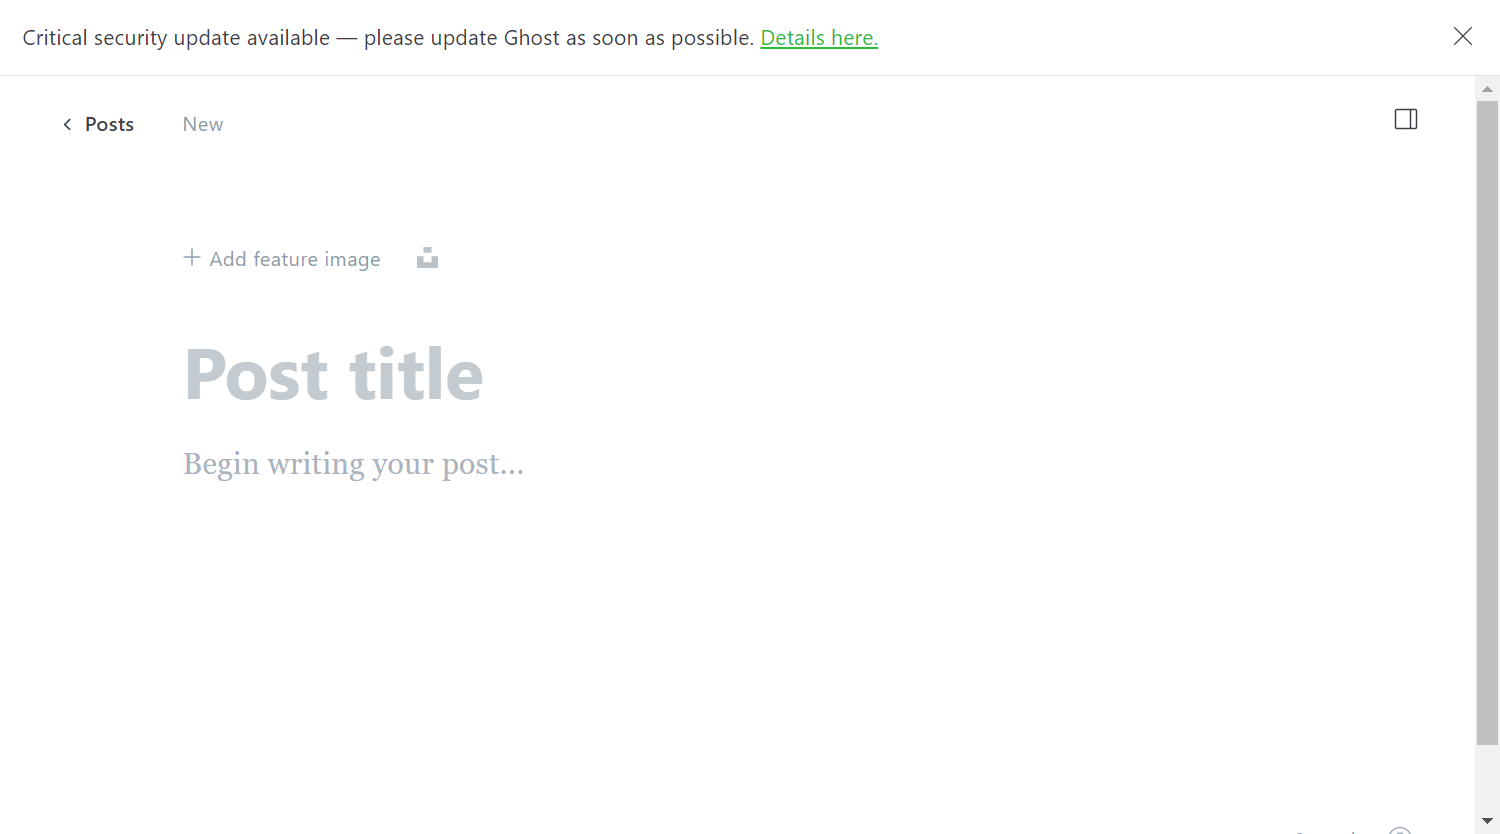 Critical security update available — please update Ghost as soon as possible. Details here.
Posts New
Add feature image
Post title
Begin writing your post...